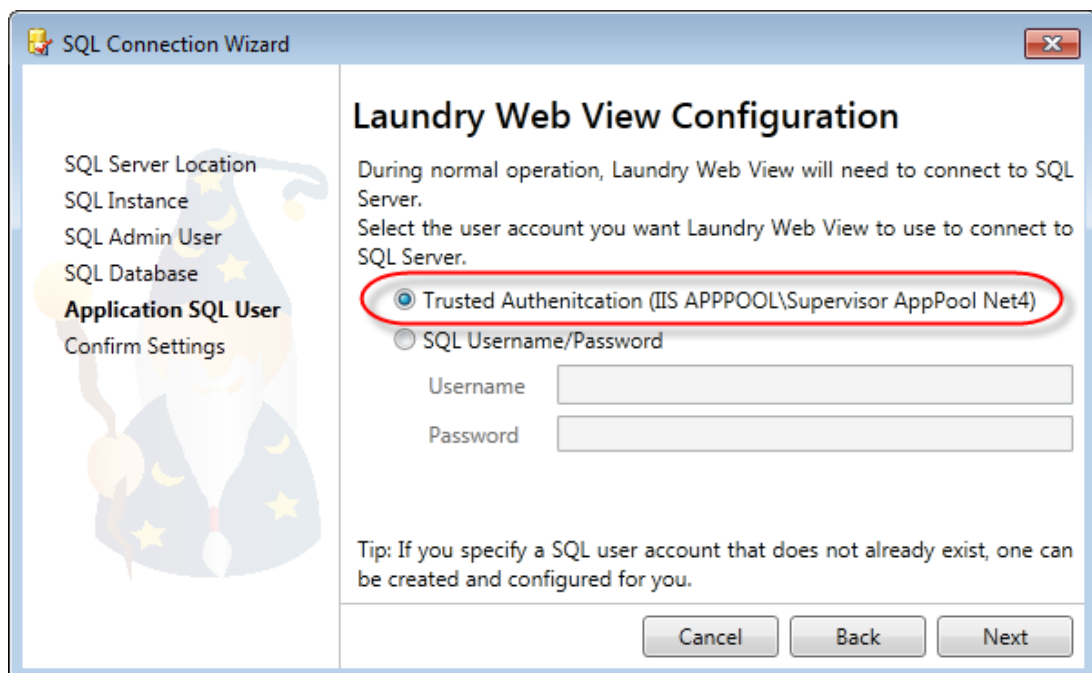 SQL Connection Wizard
SQL Server Location
SQL Instance
SQL Admin User
SQL Database
Application SQL User
Confirm Settings
Laundry Web View Configuration
During normal operation, Laundry Web View will need to connect to SQL
Server.
Select the user account you want Laundry Web View to use to connect to
SQL Server.
Trusted Authenitcation (IIS APPPOOL\Supervisor AppPool Net4)
SQL Username/Password
Username
Password
Tip: If you specify a SQL user account that does not already exist, one can
be created and configured for you.
Cancel Back Next